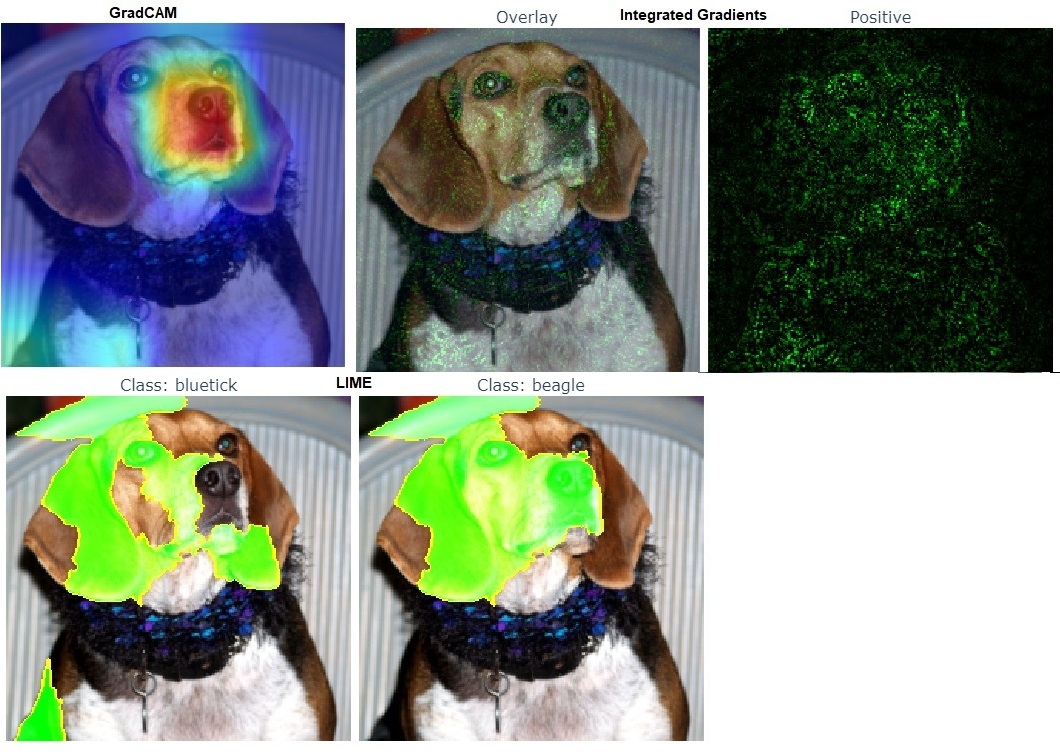 GradCAM
Overlay
Integrated Gradients
Positive
Class: bluetick
LIME
Class: beagle